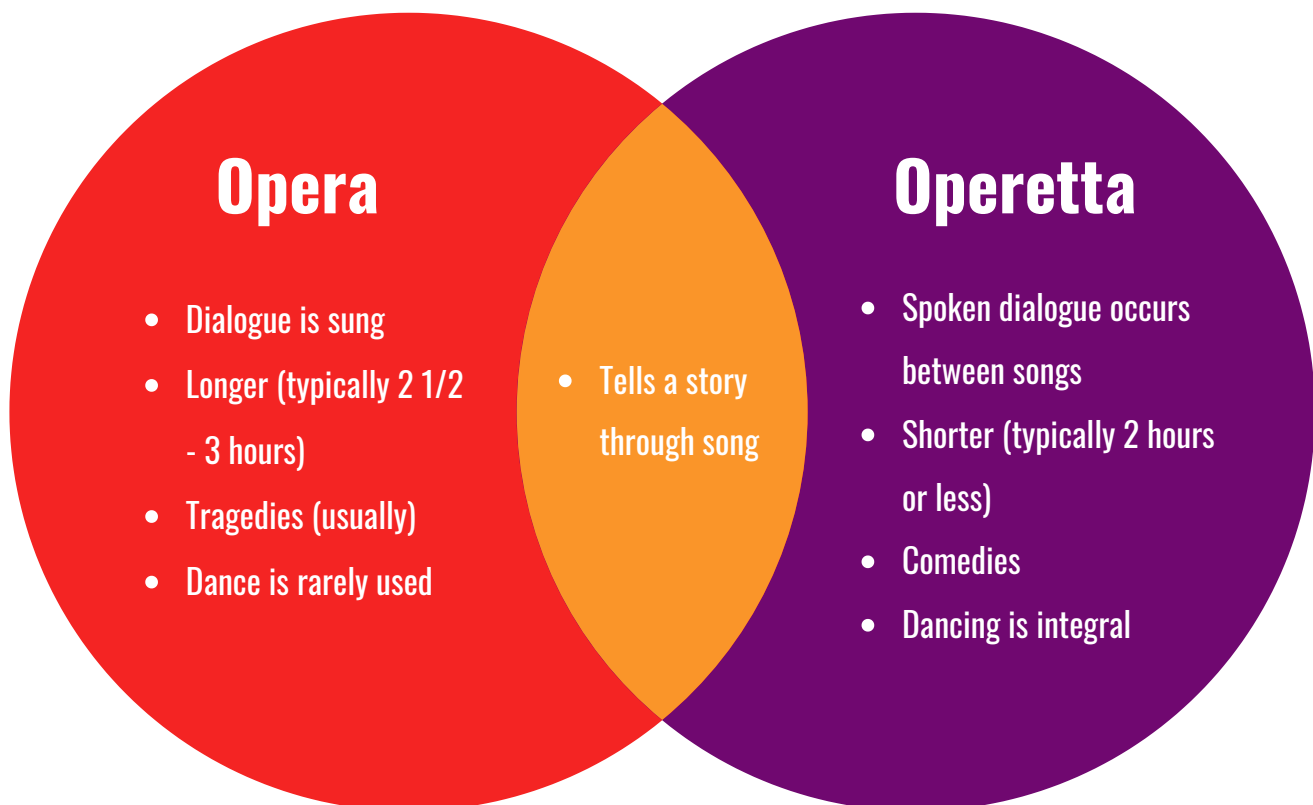 Opera
• Dialogue is sung
• Longer (typically 2 1/2
- 3 hours)
• Tragedies (usually)
• Dance is rarely used
• Tells a story
through song
Operetta
• Spoken dialogue occurs
between songs
• Shorter (typically 2 hours
or less)
• Comedies
• Dancing is integral